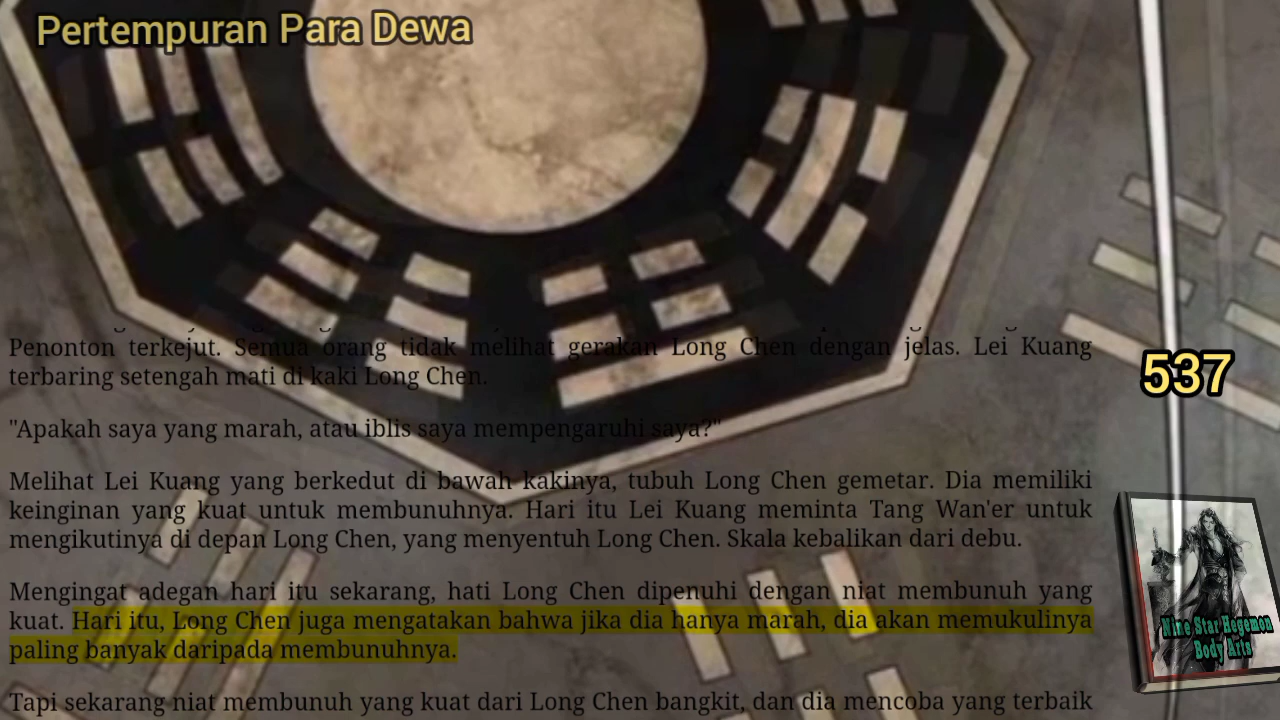 Pertempuran Para Dewa
Penonton terkejut. Semua orang tidak melihat gerakan Long Chen dengan jelas. Lei Kuang
terbaring setengah mati di kaki Long Chen.
537
"Apakah saya yang marah, atau iblis saya mempengaruhi saya?"
Melihat Lei Kuang yang berkedut di bawah kakinya, tubuh Long Chen gemetar. Dia memiliki
keinginan yang kuat untuk membunuhnya. Hari itu Lei Kuang meminta Tang Wan'er untuk
mengikutinya di depan Long Chen, yang menyentuh Long Chen. Skala kebalikan dari debu.
Mengingat adegan hari itu sekarang, hati Long Chen dipenuhi dengan niat membunuh yang
kuat. Hari itu, Long Chen juga mengatakan bahwa jika dia hanya marah, dia akan memukulinya
paling banyak daripada membunuhnya.
Nine Star Hegemon
Body Arts
Tapi sekarang niat membunuh yang kuat dari Long Chen bangkit, dan dia mencoba yang terbaik